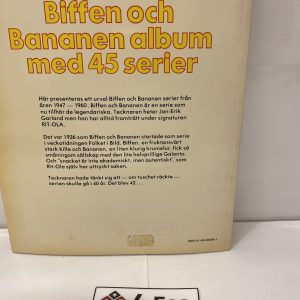 Biffen och
Bananen album
med 45 serier
Här presenteras ett urval Biffen och Bananen serier från
åren 1947 — 1960. Biffen och Bananen är en serie som
nu tillhör de legendariska. Tecknaren heter Jan-Erik
Garland men han har alltid framträtt under signaturen
RIT-OLA.
Det var 1936 som Biffen och Bananen startade som serie
i veckotidningen Folket i Bild. Biffen, en fruktansvärt
stark kille och Bananen, en liten klurig krumelur, fick så
småningom sällskap med den lite halvgalliga Galento.
Och "snacket är inte akademiskt, men autentiskt", som
Rit-Ola själv har uttryckt saken.
Tecknaren hade tänkt sig att — om tuschet räckte —
serien skulle gå i 40 år. Det blev 42 . . .